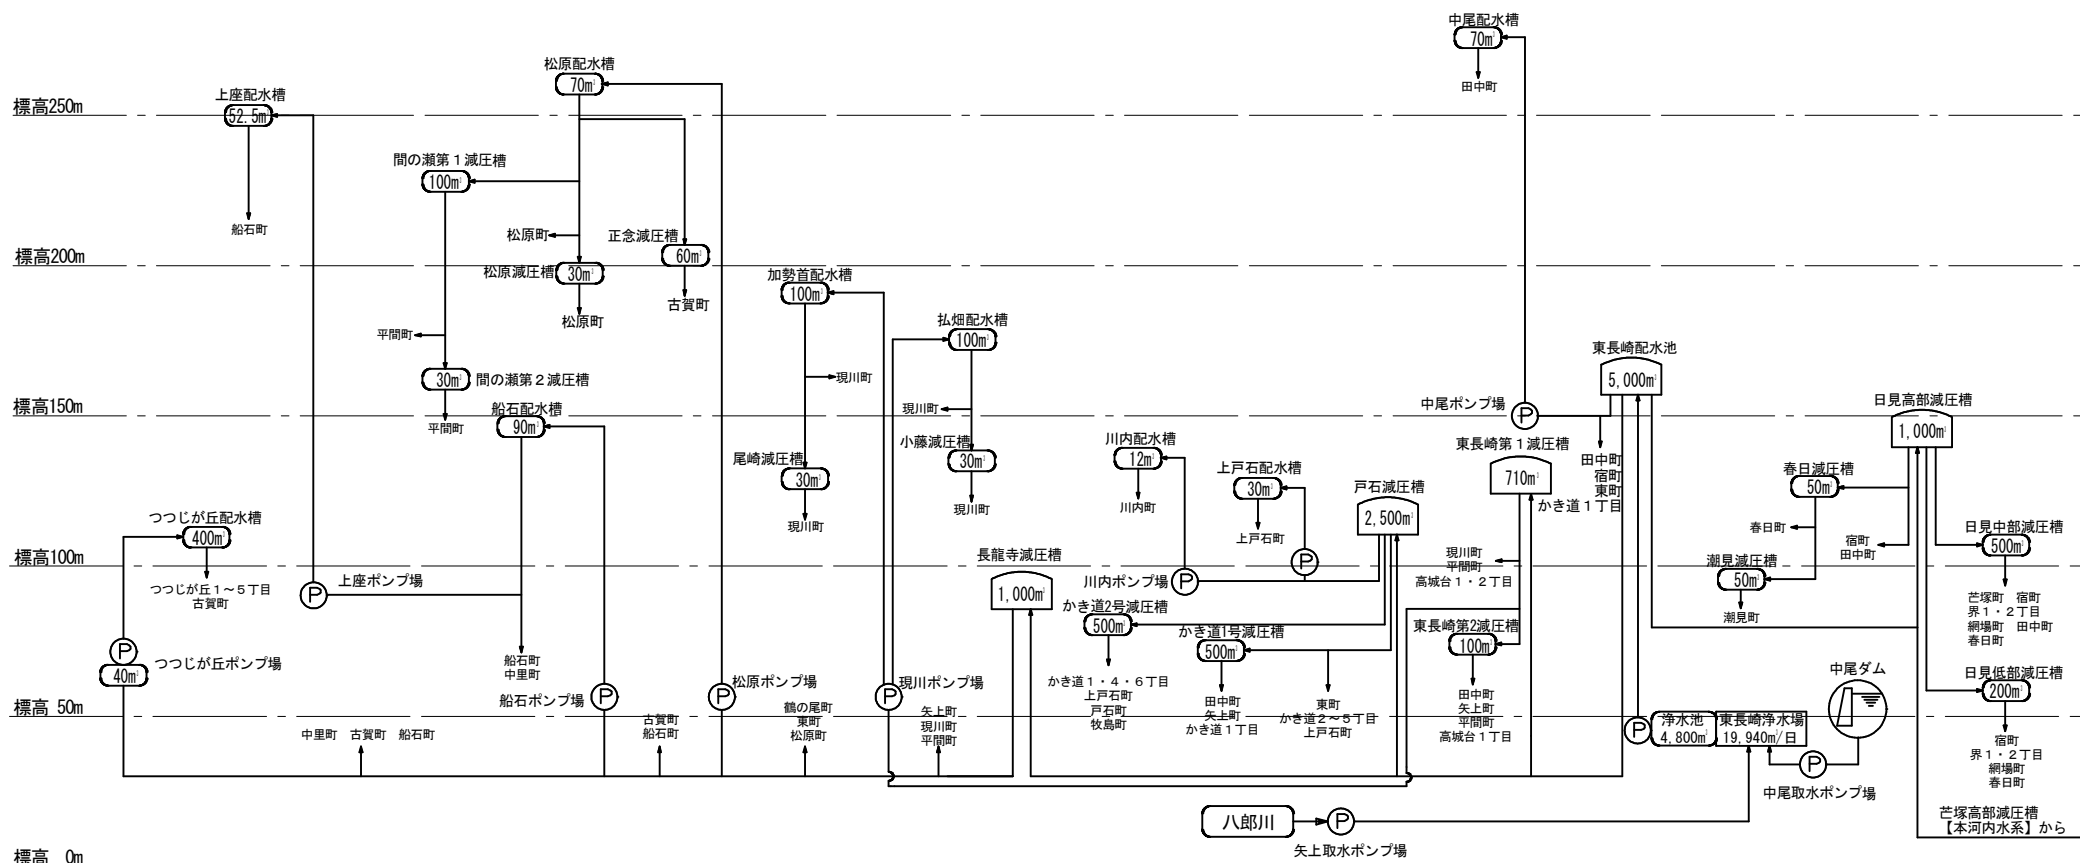 中尾配水槽
70m³
田中町
松原配水槽
70m³
上座配水槽
52.5m³
標高250m
間の瀬第1減圧槽
100m³
船石町
松原町
正念減圧槽
60m³
標高200m
松原減圧槽
30m³
古賀町
松原町
加勢首配水槽
100m³
払畑配水槽
100m³
平間町
現川町
間の瀬第2減圧槽
30m³
平間町
現川町
東長崎配水池
5,000m³
標高150m
船石配水槽
90m³
中尾ポンプ場
P
田中町
宿町
東町
かき道1丁目
日見高部減圧槽
1,000m³
尾崎減圧槽
30m³
現川町
小藤減圧槽
30m³
現川町
川内配水槽
12m³
川内町
上戸石配水槽
30m³
上戸石町
戸石減圧槽
2,500m³
東長崎第1減圧槽
710m³
春日減圧槽
50m³
春日町
宿町
田中町
日見中部減圧槽
500m³
つつじが丘配水槽
400m³
つつじが丘1~5丁目
古賀町
標高100m
上座ポンプ場
P
長龍寺減圧槽
1,000m³
川内ポンプ場
P
P
現川町
平間町
高城台1・2丁目
潮見減圧槽
50m³
潮見町
芒塚町 宿町
界1・2丁目
網場町 田中町
春日町
かき道2号減圧槽
500m³
かき道1号減圧槽
500m³
東長崎第2減圧槽
100m³
P
つつじが丘ポンプ場
40m³
船石町
中里町
船石ポンプ場
P
松原ポンプ場
P
現川ポンプ場
P
かき道1・4・6丁目
上戸石町
戸石町
牧島町
田中町
矢上町
かき道1丁目
東町
かき道2~5丁目
上戸石町
田中町
矢上町
平間町
高城台1丁目
中尾ダム
日見低部減圧槽
200m³
標高 50m
中里町 古賀町 船石町
古賀町
船石町
鶴の尾町
東町
松原町
矢上町
現川町
平間町
P
浄水池
4,800m³
東長崎浄水場
19,940m³/日
宿町
界1・2丁目
網場町
春日町
P
中尾取水ポンプ場
八郎川
P
矢上取水ポンプ場
芒塚高部減圧槽
【本河内水系】から
標高 0m